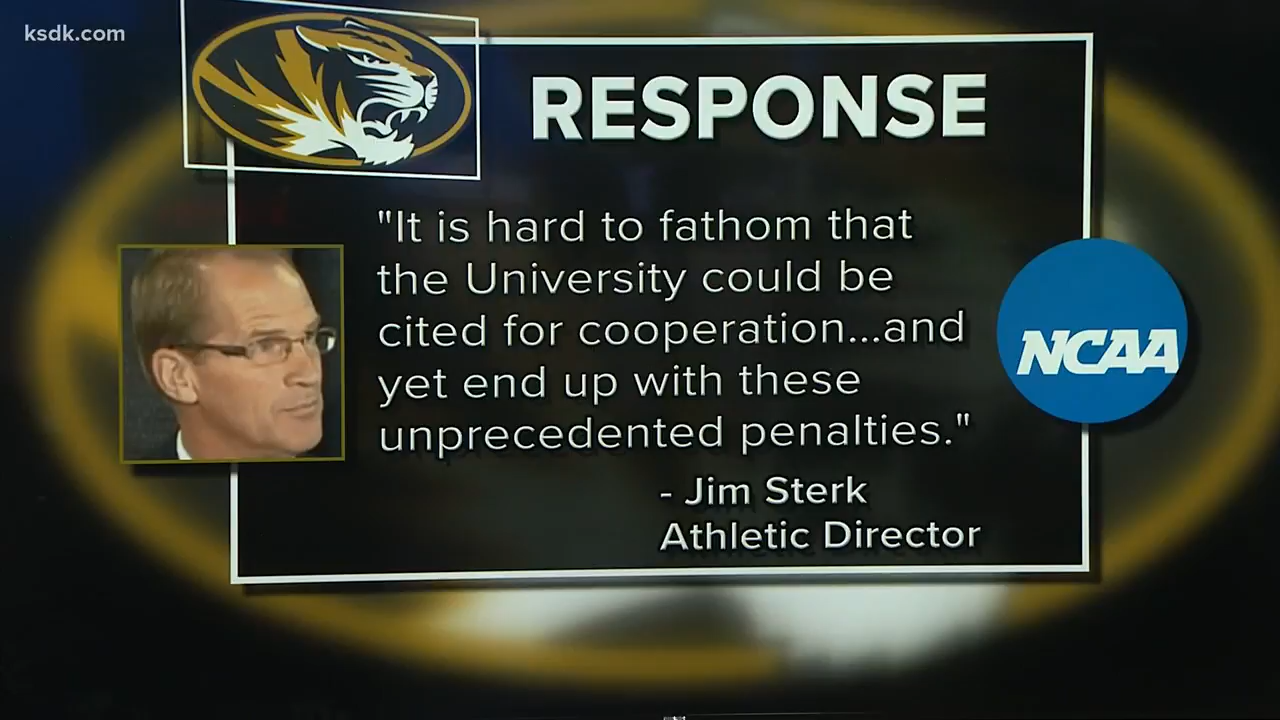 ksdk.com
RESPONSE
"It is hard to fathom that
the University could be
cited for cooperation...and
yet end up with these
unprecedented penalties."
NCAA
- Jim Sterk
Athletic Director